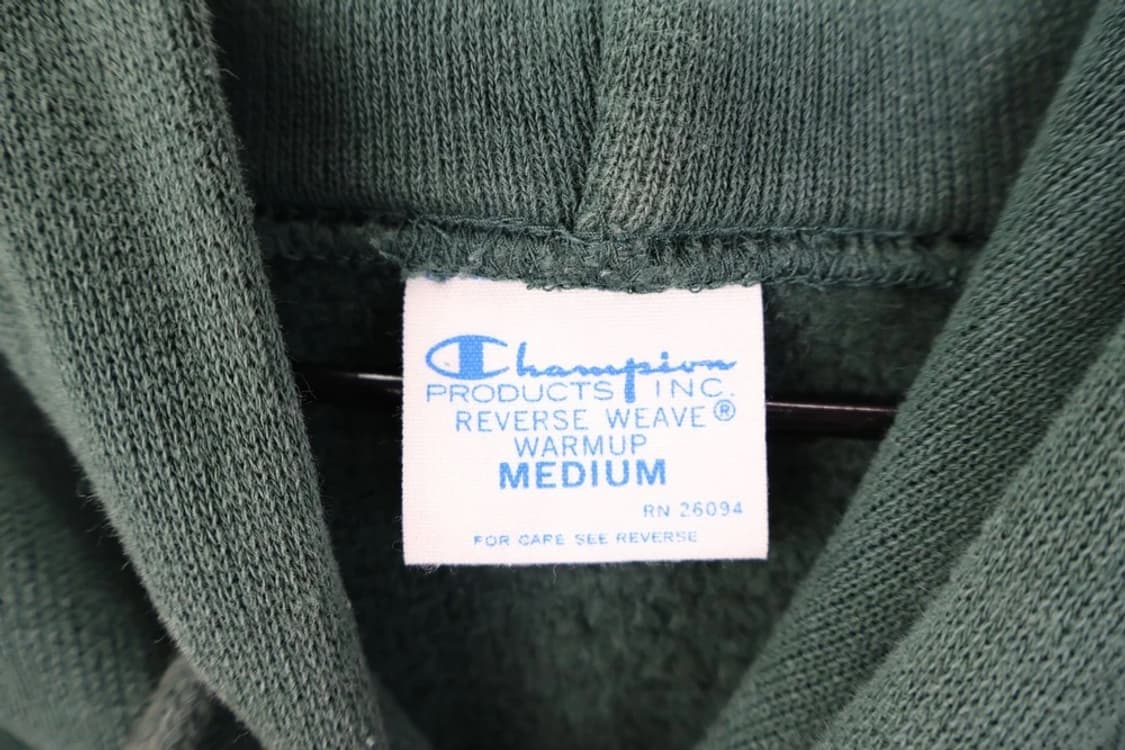 Champion
PRODUCTS INC.
REVERSE WEAVE®
WARMUP
MEDIUM
RN 26094
FOR CARE SEE REVERSE